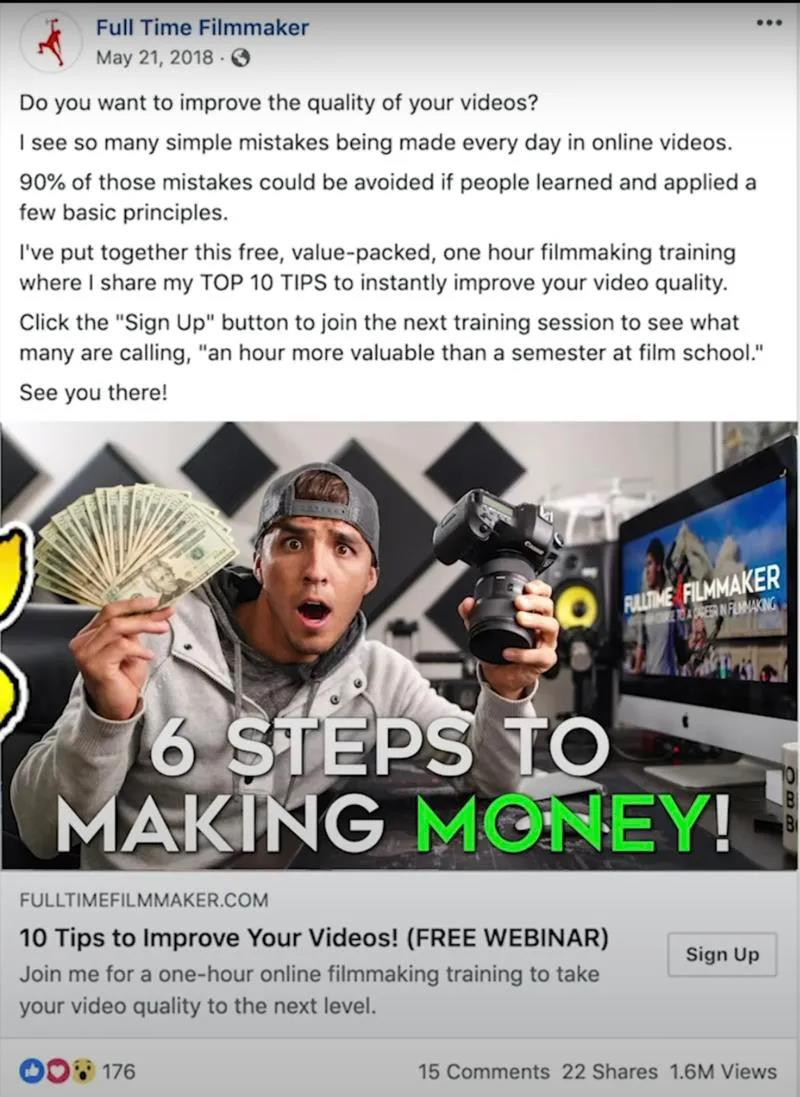 Full Time Filmmaker
May 21, 2018 ·
Do you want to improve the quality of your videos?
I see so many simple mistakes being made every day in online videos.
90% of those mistakes could be avoided if people learned and applied a
few basic principles.
I've put together this free, value-packed, one hour filmmaking training
where I share my TOP 10 TIPS to instantly improve your video quality.
Click the "Sign Up" button to join the next training session to see what
many are calling, "an hour more valuable than a semester at film school."
See you there!
Canon
FULLTIME FILMMAKER
COURSE TO A CAREER IN FILMMAKING
6 STEPS TO
MAKING MONEY!
FULLTIMEFILMMAKER.COM
10 Tips to Improve Your Videos! (FREE WEBINAR)
Sign Up
Join me for a one-hour online filmmaking training to take
your video quality to the next level.
176
15 Comments 22 Shares 1.6M Views